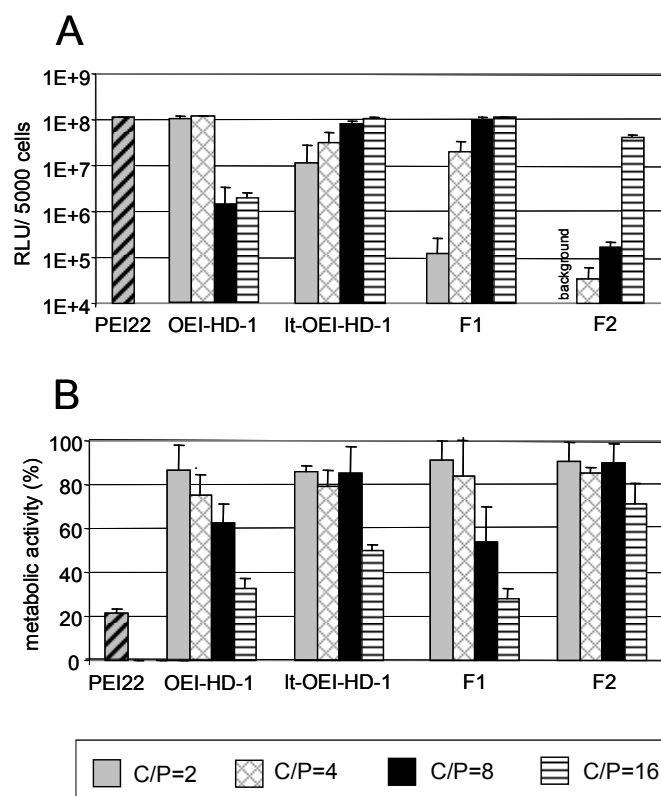 A
1E+9
1E+8
1E+7
1E+6
1E+5
1E+4
RLU/ 5000 cells
background
PEI22 OEI-HD-1 lt-OEI-HD-1 F1 F2
B
100
80
60
40
20
0
metabolic activity (%)
PEI22 OEI-HD-1 lt-OEI-HD-1 F1 F2
C/P=2 C/P=4 C/P=8 C/P=16